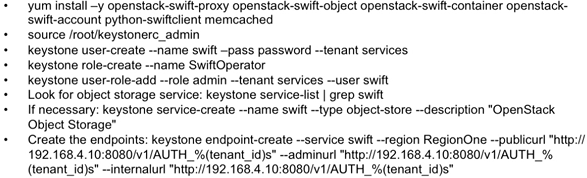 • yum install –y openstack-swift-proxy openstack-swift-object openstack-swift-container openstack-
swift-account python-swiftclient memcached
• source /root/keystonerc_admin
• keystone user-create --name swift –pass password --tenant services
• keystone role-create --name SwiftOperator
• keystone user-role-add --role admin --tenant services --user swift
• Look for object storage service: keystone service-list | grep swift
• If necessary: keystone service-create --name swift --type object-store --description "OpenStack
Object Storage"
• Create the endpoints: keystone endpoint-create --service swift --region RegionOne --publicurl "http://
192.168.4.10:8080/v1/AUTH_%(tenant_id)s" --adminurl "http://192.168.4.10:8080/v1/AUTH_%
(tenant_id)s" --internalurl "http://192.168.4.10:8080/v1/AUTH_%(tenant_id)s"